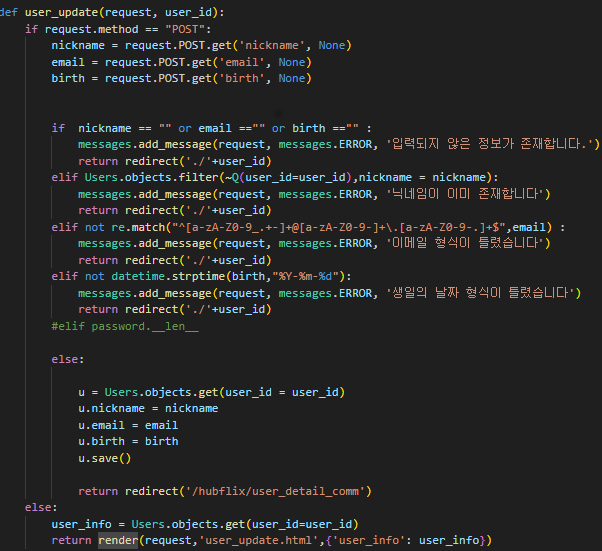 def user_update(request, user_id):
    if request.method == "POST":
        nickname = request.POST.get('nickname', None)
        email = request.POST.get('email', None)
        birth = request.POST.get('birth', None)
        if  nickname == "" or email =="" or birth =="" :
            messages.add_message(request, messages.ERROR, '입력되지 않은 정보가 존재합니다.')
            return redirect('./'+user_id)
        elif Users.objects.filter(~Q(user_id=user_id),nickname = nickname):
            messages.add_message(request, messages.ERROR, '닉네임이 이미 존재합니다')
            return redirect('./'+user_id)
        elif not re.match("^[a-zA-Z0-9_.+-]+@[a-zA-Z0-9-]+\.[a-zA-Z0-9-.]+$",email) :
            messages.add_message(request, messages.ERROR, '이메일 형식이 틀렸습니다')
            return redirect('./'+user_id)
        elif not datetime.strptime(birth,"%Y-%m-%d"):
            messages.add_message(request, messages.ERROR, '생일의 날짜 형식이 틀렸습니다')
            return redirect('./'+user_id)
        #elif password.__len__
        else:
            u = Users.objects.get(user_id = user_id)
            u.nickname = nickname
            u.email = email
            u.birth = birth
            u.save()
            return redirect('/hubflix/user_detail_comm')
    else:
        user_info = Users.objects.get(user_id=user_id)
        return render(request,'user_update.html',{'user_info': user_info})